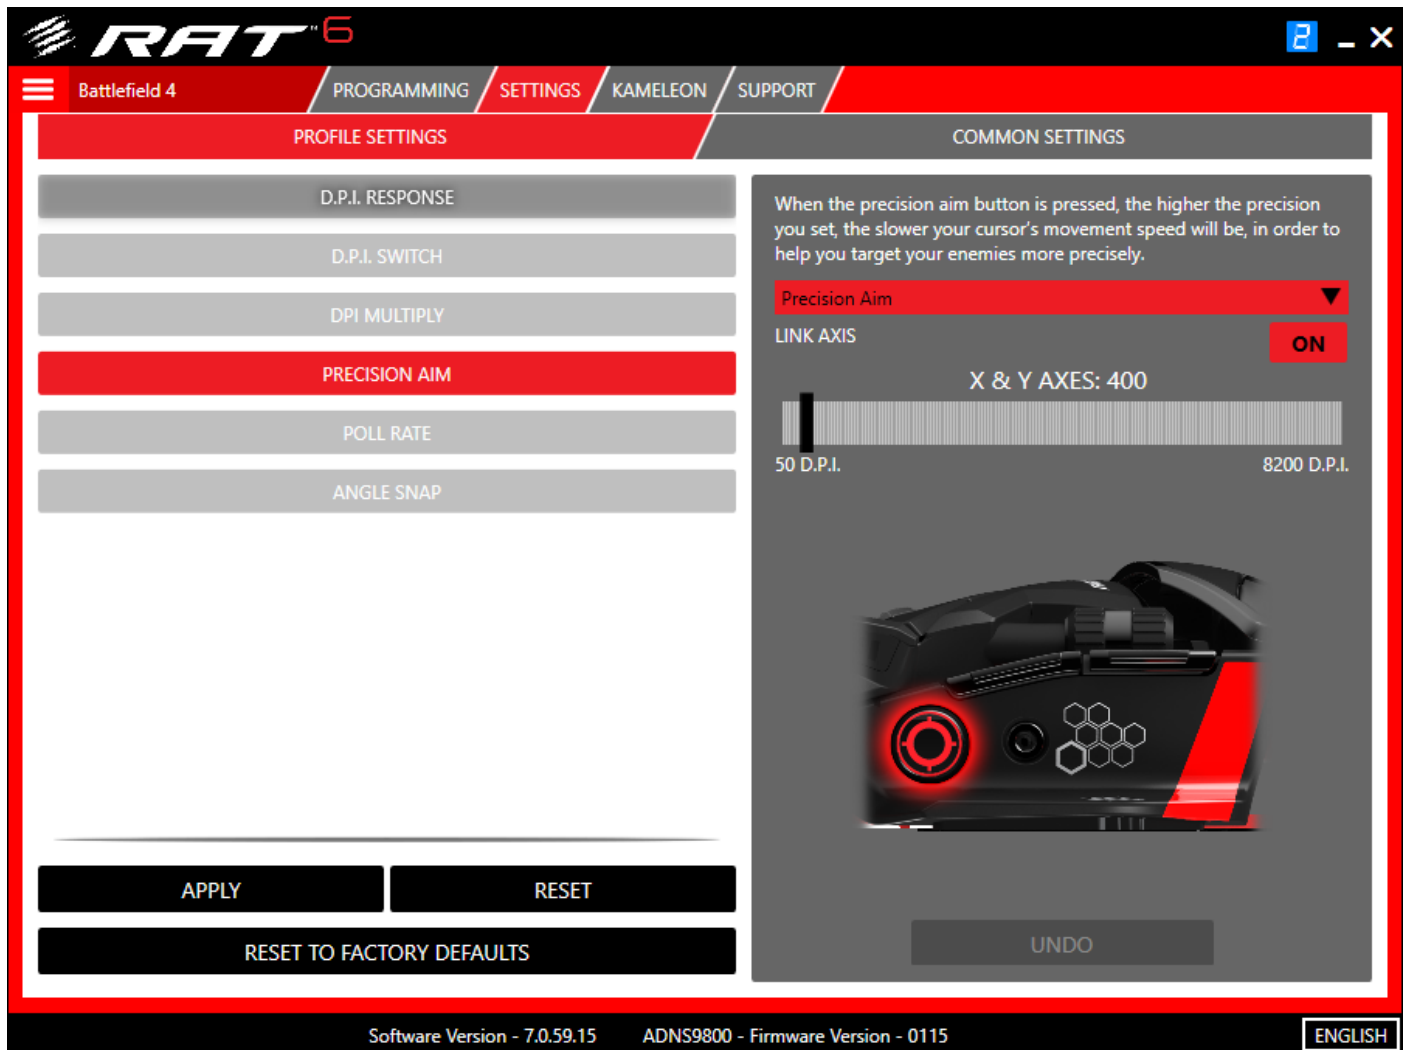 RAT™6
2
Battlefield 4
PROGRAMMING
SETTINGS
KAMELEON
SUPPORT
PROFILE SETTINGS
COMMON SETTINGS
D.P.I. RESPONSE
D.P.I. SWITCH
DPI MULTIPLY
PRECISION AIM
POLL RATE
ANGLE SNAP
APPLY
RESET
RESET TO FACTORY DEFAULTS
When the precision aim button is pressed, the higher the precision
you set, the slower your cursor's movement speed will be, in order to
help you target your enemies more precisely.
Precision Aim
LINK AXIS
ON
X & Y AXES: 400
50 D.P.I.
8200 D.P.I.
UNDO
Software Version - 7.0.59.15
ADNS9800 - Firmware Version - 0115
ENGLISH